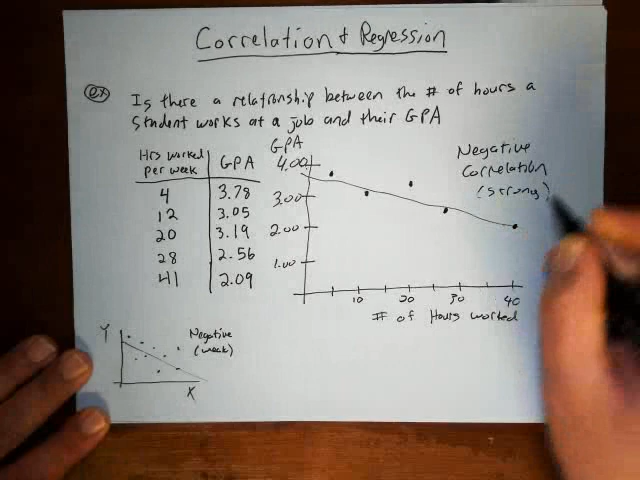 Correlation & Regression
ex Is there a relationship between the # of hours a
student works at a job and their GPA
Hrs worked per week | GPA
4 | 3.78
12 | 3.05
20 | 3.19
28 | 2.56
41 | 2.09
GPA
4.00
3.00
2.00
1.00
10 20 30 40
# of Hours worked
Negative
Correlation
(strong)
Y
Negative
(weak)
X